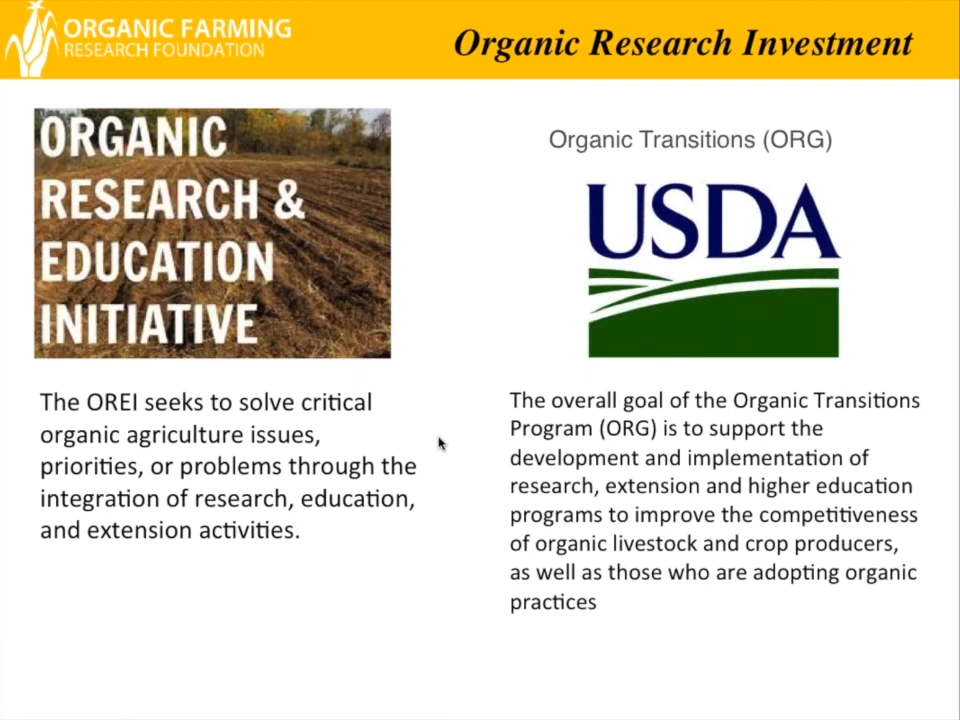 ORGANIC FARMING
RESEARCH FOUNDATION
Organic Research Investment
ORGANIC
RESEARCH &
EDUCATION
INITIATIVE
The OREI seeks to solve critical
organic agriculture issues,
priorities, or problems through the
integration of research, education,
and extension activities.
Organic Transitions (ORG)
USDA
The overall goal of the Organic Transitions
Program (ORG) is to support the
development and implementation of
research, extension and higher education
programs to improve the competitiveness
of organic livestock and crop producers,
as well as those who are adopting organic
practices